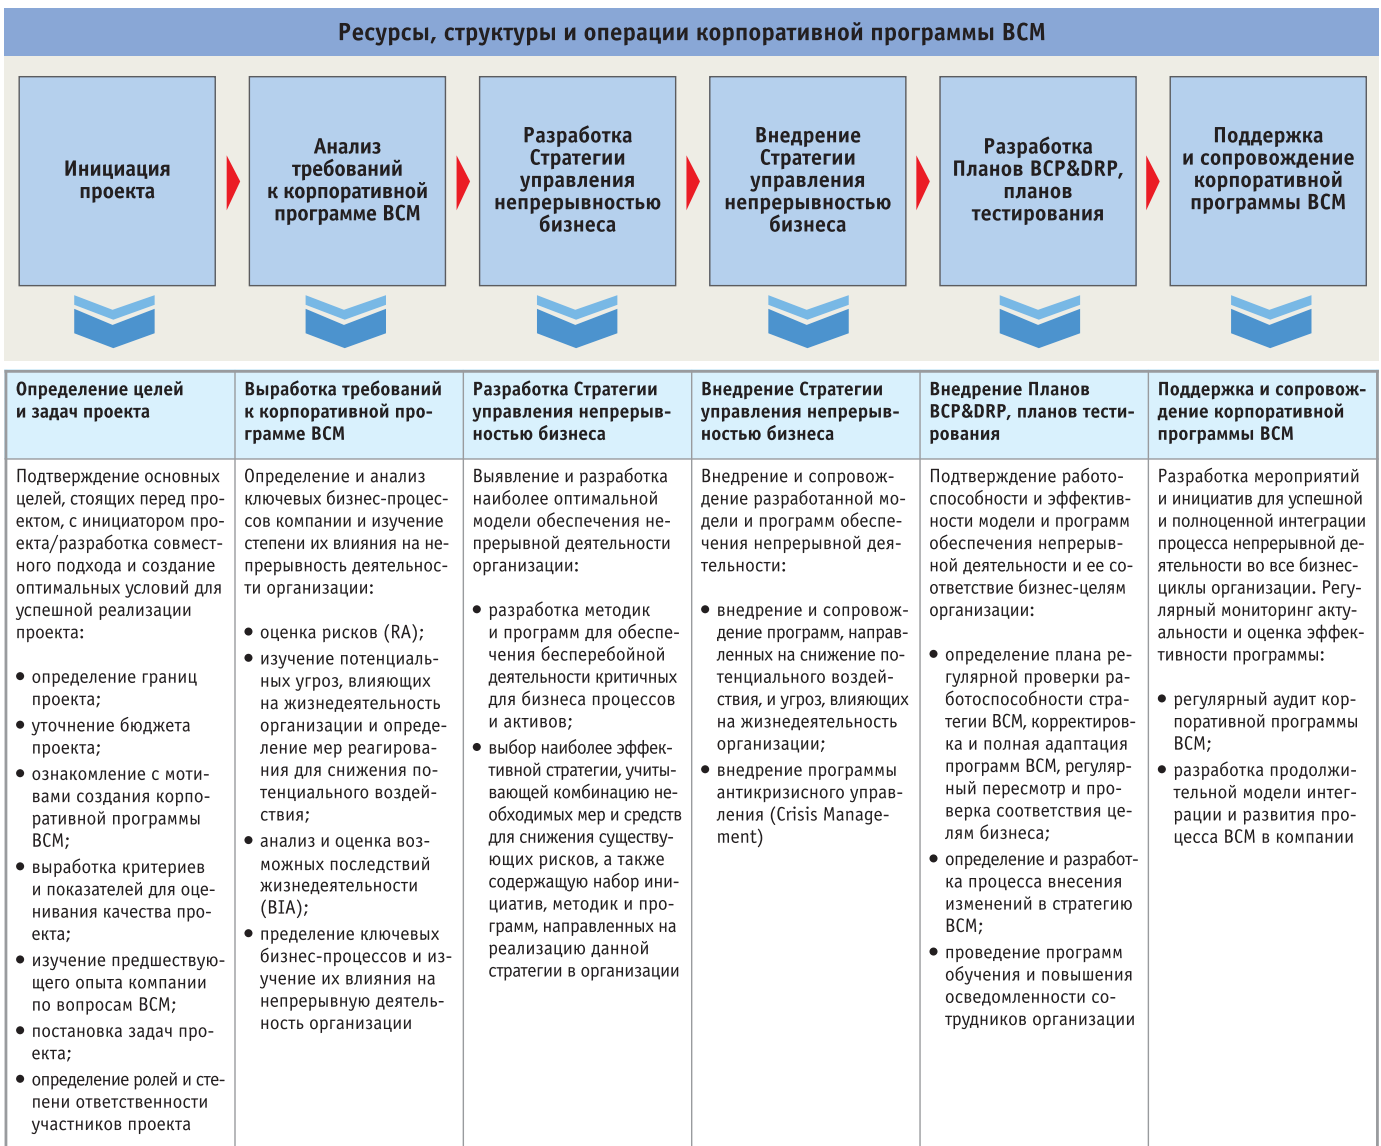 Ресурсы, структуры и операции корпоративной программы ВСМ
Инициация
проекта
Анализ
требований
к корпоративной
программе ВСМ
Разработка
Стратегии
управления
непрерывностью
бизнеса
Внедрение
Стратегии
управления
непрерывностью
бизнеса
Разработка
Планов BCP&DRP,
планов
тестирования
Поддержка
и сопровождение
корпоративной
программы ВСМ
Определение целей
и задач проекта
Подтверждение основных
целей, стоящих перед про-
ектом, с инициатором про-
екта/разработка совмест-
ного подхода и создание
оптимальных условий для
успешной реализации
проекта:
• определение границ
проекта;
• уточнение бюджета
проекта;
• ознакомление с моти-
вами создания корпо-
ративной программы
ВСМ;
• выработка критериев
и показателей для оце-
нивания качества про-
екта;
• изучение предшествую-
щего опыта компании
по вопросам ВСМ;
• постановка задач про-
екта;
• определение ролей и сте-
пени ответственности
участников проекта
Выработка требований
к корпоративной про-
грамме ВСМ
Определение и анализ
ключевых бизнес-процес-
сов компании и изучение
степени их влияния на не-
прерывность деятельнос-
ти организации:
• оценка рисков (RA);
• изучение потенциаль-
ных угроз, влияющих
на жизнедеятельность
организации и опреде-
ление мер реагирова-
ния для снижения по-
тенциального воздей-
ствия;
• анализ и оценка воз-
можных последствий
жизнедеятельности
(BIA);
• пределение ключевых
бизнес-процессов и из-
учение их влияния на
непрерывную деятель-
ность организации
Разработка Стратегии
управления непрерыв-
ностью бизнеса
Выявление и разработка
наиболее оптимальной
модели обеспечения не-
прерывной деятельности
организации:
• разработка методик
и программ для обеспе-
чения бесперебойной
деятельности критичных
для бизнеса процессов
и активов;
• выбор наиболее эффек-
тивной стратегии, учиты-
вающей комбинацию не-
обходимых мер и средств
для снижения существу-
ющих рисков, а также
содержащую набор ини-
циатив, методик и про-
грамм, направленных на
реализацию данной
стратегии в организации
Внедрение Стратегии
управления непрерыв-
ностью бизнеса
Внедрение и сопровож-
дение разработанной мо-
дели и программ обеспе-
чения непрерывной дея-
тельности:
• внедрение и сопровож-
дение программ, направ-
ленных на снижение по-
тенциального воздей-
ствия, и угроз, влияющих
на жизнедеятельность
организации;
• внедрение программы
антикризисного управ-
ления (Crisis Manage-
ment)
Внедрение Планов
BCP&DRP, планов тести-
рования
Подтверждение работо-
способности и эффектив-
ности модели и программ
обеспечения непрерыв-
ной деятельности и ее со-
ответствие бизнес-целям
организации:
• определение плана ре-
гулярной проверки ра-
ботоспособности стра-
тегии ВСМ, корректиров-
ка и полная адаптация
программ ВСМ, регуляр-
ный пересмотр и про-
верка соответствия це-
лям бизнеса;
• определение и разработ-
ка процесса внесения
изменений в стратегию
ВСМ;
• проведение программ
обучения и повышения
осведомленности со-
трудников организации
Поддержка и сопровож-
дение корпоративной
программы ВСМ
Разработка мероприятий
и инициатив для успешной
и полноценной интеграции
процесса непрерывной де-
ятельности во все бизнес-
циклы организации. Регу-
лярный мониторинг акту-
альности и оценка эффек-
тивности программы:
• регулярный аудит кор-
поративной программы
ВСМ;
• разработка продолжи-
тельной модели интег-
рации и развития про-
цесса ВСМ в компании